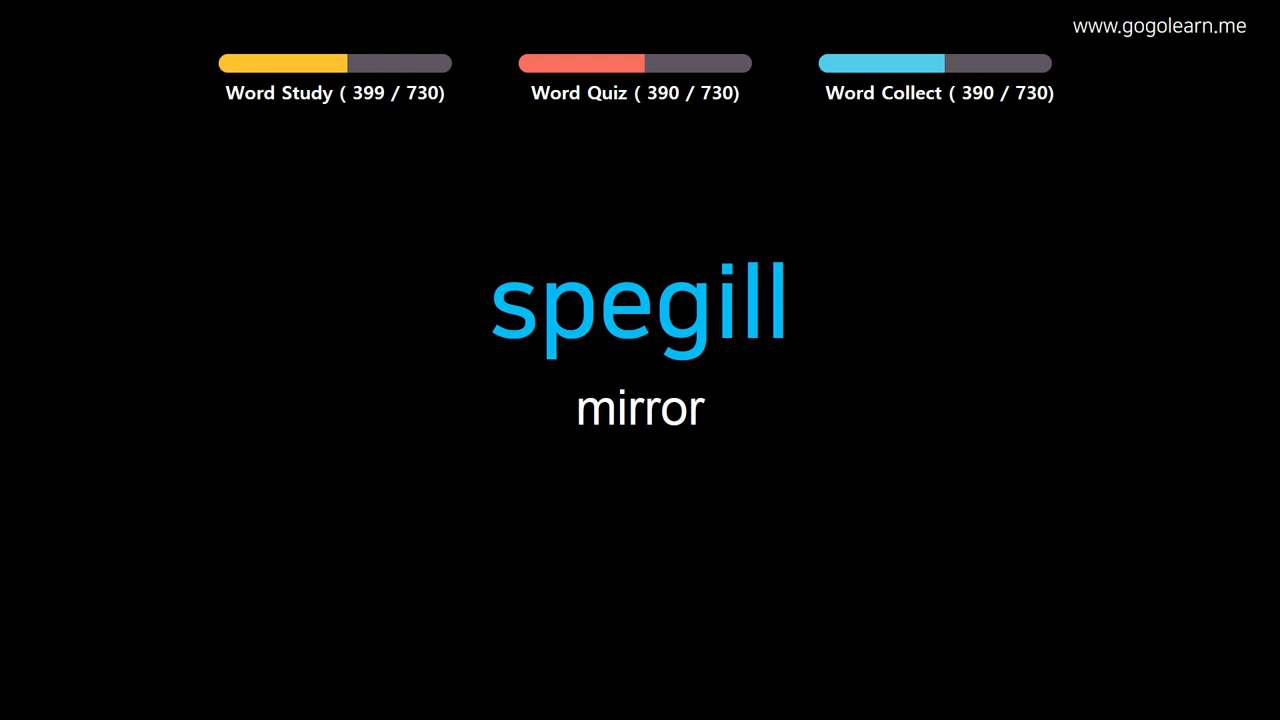 www.gogolearn.me
Word Study ( 399 / 730)
Word Quiz ( 390 / 730)
Word Collect ( 390 / 730)
spegill
mirror